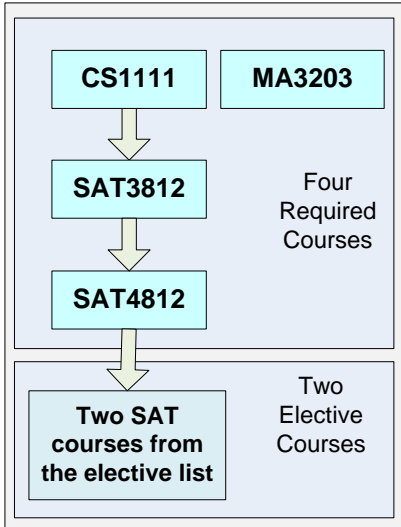 CS1111
MA3203
SAT3812
Four
Required
Courses
SAT4812
Two SAT
courses from
the elective list
Two
Elective
Courses